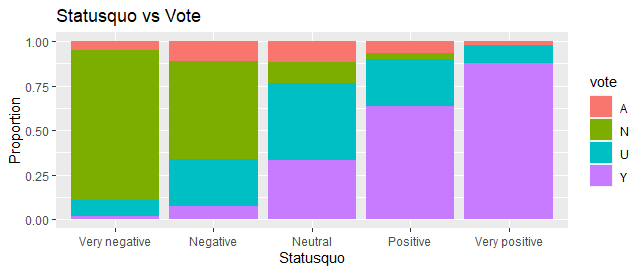 Statusquo vs Vote
1.00
0.75
0.50
0.25
0.00
Proportion
Very negative Negative Neutral Positive Very positive
Statusquo
vote
A
N
U
Y